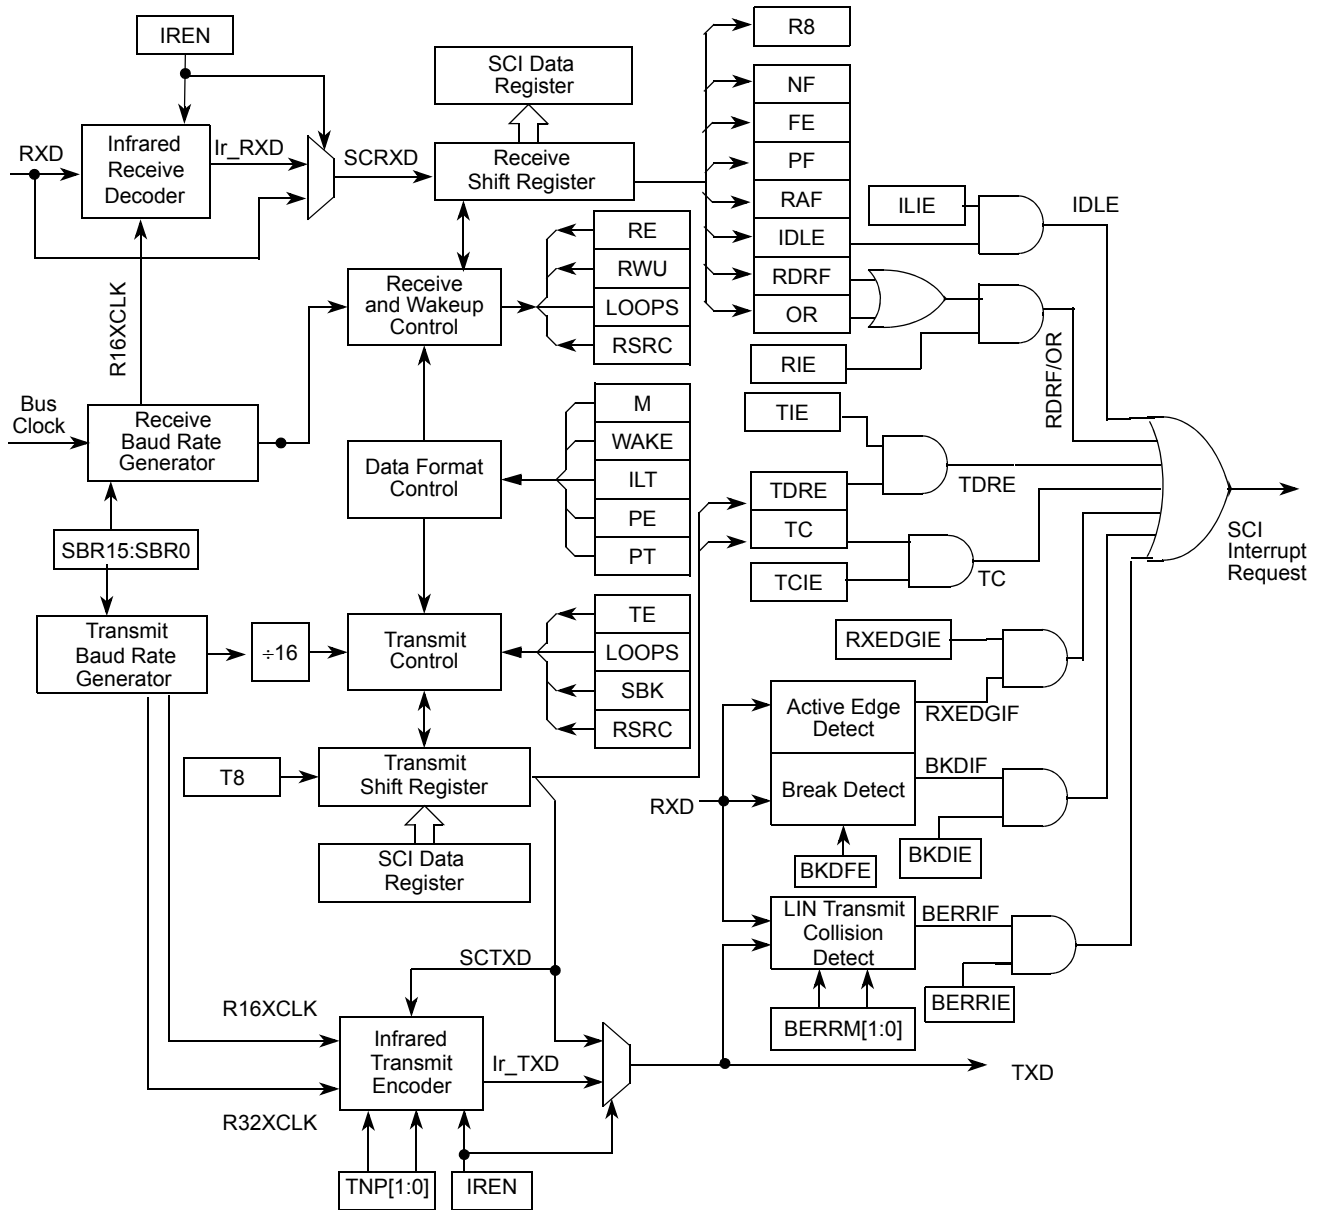 IREN
SCI Data
Register
R8
NF
FE
PF
RAF
IDLE
RDRF
OR
RXD
Infrared
Receive
Decoder
Ir_RXD
SCRXD
Receive
Shift Register
ILIE
IDLE
RE
RWU
LOOPS
RSRC
Receive
and Wakeup
Control
R16XCLK
RIE
RDRF/OR
Bus
Clock
Receive
Baud Rate
Generator
M
WAKE
ILT
PE
PT
Data Format
Control
TIE
TDRE
TC
TCIE
TDRE
TC
SCI
Interrupt
Request
SBR15:SBR0
Transmit
Baud Rate
Generator
÷16
Transmit
Control
TE
LOOPS
SBK
RSRC
RXEDGIE
Active Edge
Detect
RXEDGIF
Break Detect
BKDIF
RXD
BKDFE
BKDIE
T8
Transmit
Shift Register
SCI Data
Register
LIN Transmit
Collision
Detect
BERRIF
BERRIE
BERRM[1:0]
SCTXD
R16XCLK
Infrared
Transmit
Encoder
Ir_TXD
R32XCLK
TXD
TNP[1:0]
IREN